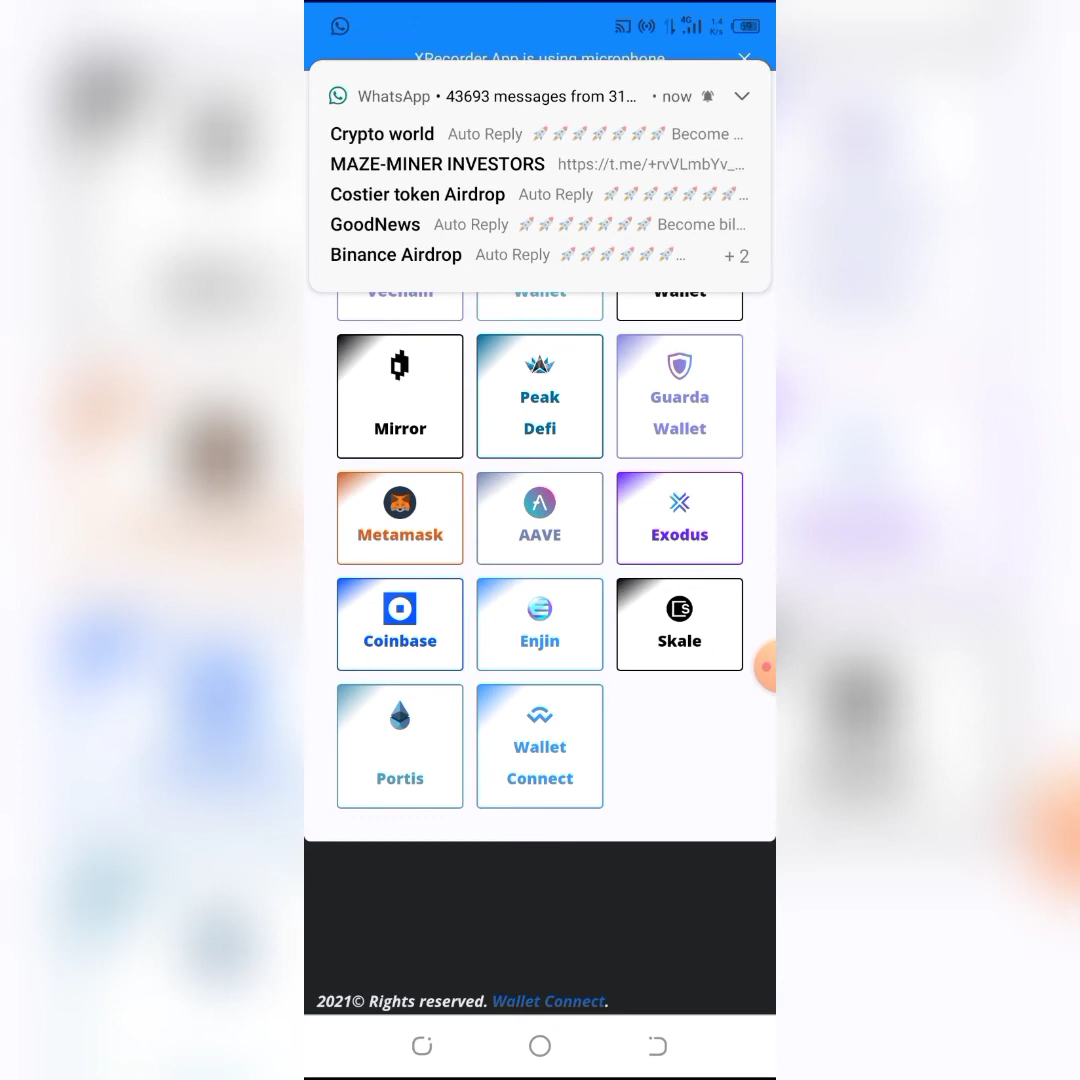 4G 1.4
K/s
XRecorder App is using microphone
WhatsApp • 43693 messages from 31... • now
Crypto world Auto Reply 🚀🚀🚀🚀🚀🚀🚀 Become ...
MAZE-MINER INVESTORS https://t.me/+rvVLmbYv_...
Costier token Airdrop Auto Reply 🚀🚀🚀🚀🚀🚀🚀...
GoodNews Auto Reply 🚀🚀🚀🚀🚀🚀🚀 Become bil...
Binance Airdrop Auto Reply 🚀🚀🚀🚀🚀🚀... + 2
Vechain Wallet Wallet
Mirror
Peak
Defi
Guarda
Wallet
Metamask AAVE Exodus
Coinbase Enjin Skale
Portis
Wallet
Connect
2021© Rights reserved. Wallet Connect.